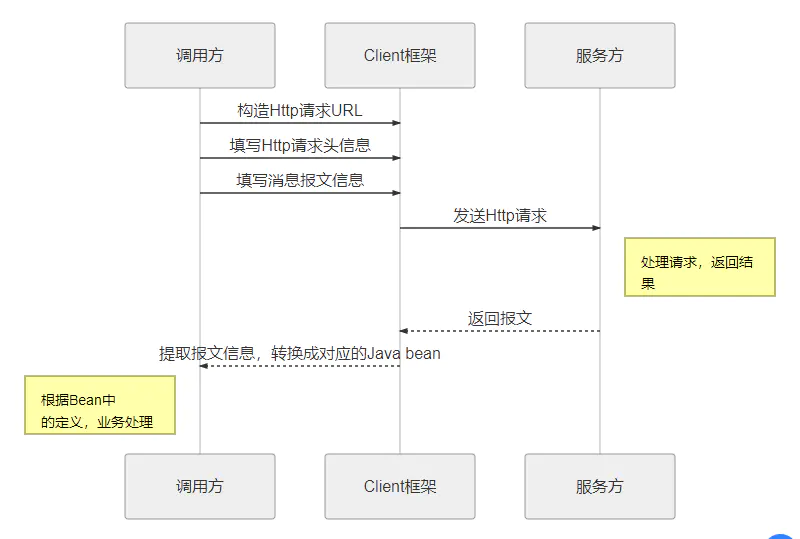 调用方
Client框架
服务方
构造Http请求URL
填写Http请求头信息
填写消息报文信息
发送Http请求
处理请求，返回结
果
返回报文
提取报文信息，转换成对应的Java bean
根据Bean中
的定义，业务处理
调用方
Client框架
服务方